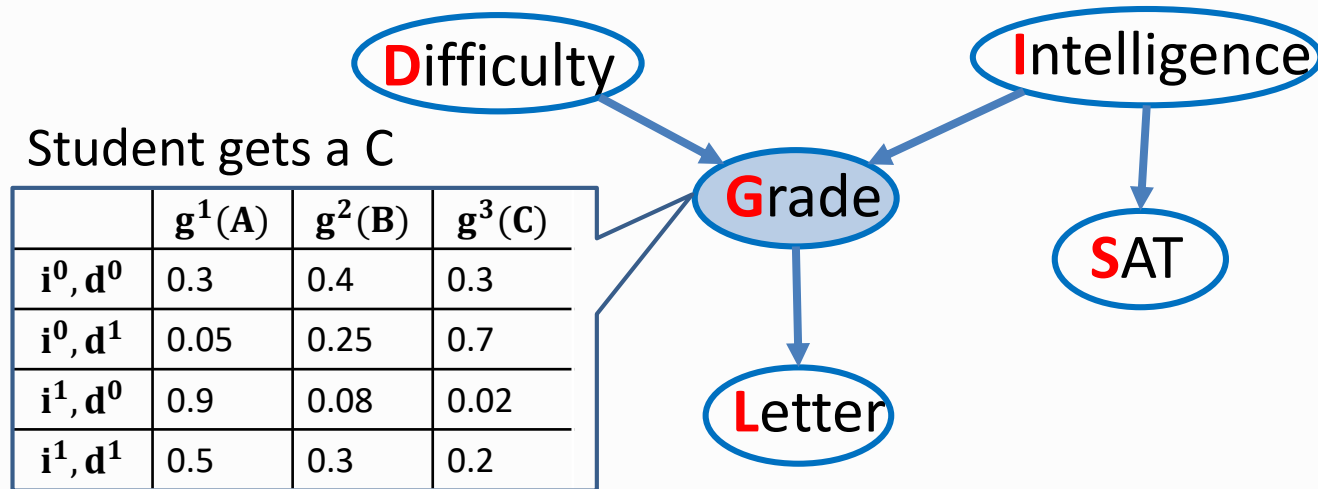 Difficulty
Intelligence
Student gets a C
Grade
SAT
Letter
g¹(A) g²(B) g³(C)
i⁰, d⁰ 0.3 0.4 0.3
i⁰, d¹ 0.05 0.25 0.7
i¹, d⁰ 0.9 0.08 0.02
i¹, d¹ 0.5 0.3 0.2